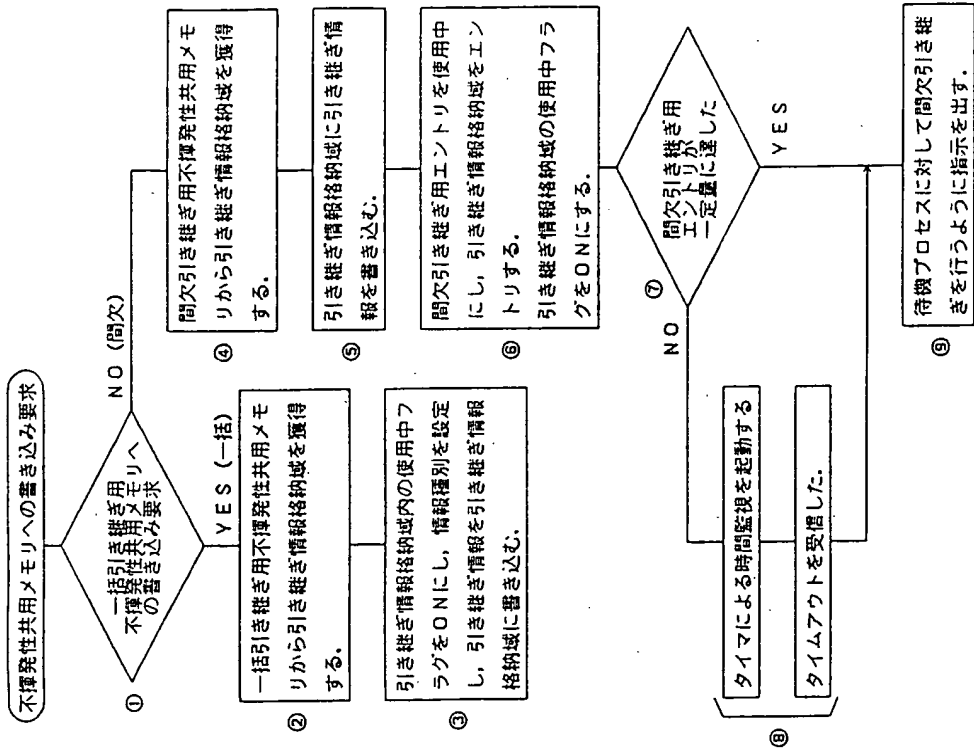 不揮発性共用メモリへの書き込み要求
①
一括引き継ぎ用
不揮発性共用メモリへ
の書き込み要求
NO (間欠)
YES (一括)
②
一括引き継ぎ用不揮発性共用メモ
リから引き継ぎ情報格納域を獲得
する.
③
引き継ぎ情報格納域内の使用中フ
ラグをONにし, 情報種別を設定
し, 引き継ぎ情報を引き継ぎ情報
格納域に書き込む.
④
間欠引き継ぎ用不揮発性共用メモ
リから引き継ぎ情報格納域を獲得
する.
⑤
引き継ぎ情報格納域に引き継ぎ情
報を書き込む.
⑥
間欠引き継ぎ用エントリを使用中
にし, 引き継ぎ情報格納域をエン
トリする.
引き継ぎ情報格納域の使用中フラ
グをONにする.
⑦
間欠引き継ぎ用
エントリが
一定量に達した
NO
YES
⑧
タイマによる時間監視を起動する
タイムアウトを受信した.
⑨
待機プロセスに対して間欠引き継
ぎを行うように指示を出す.